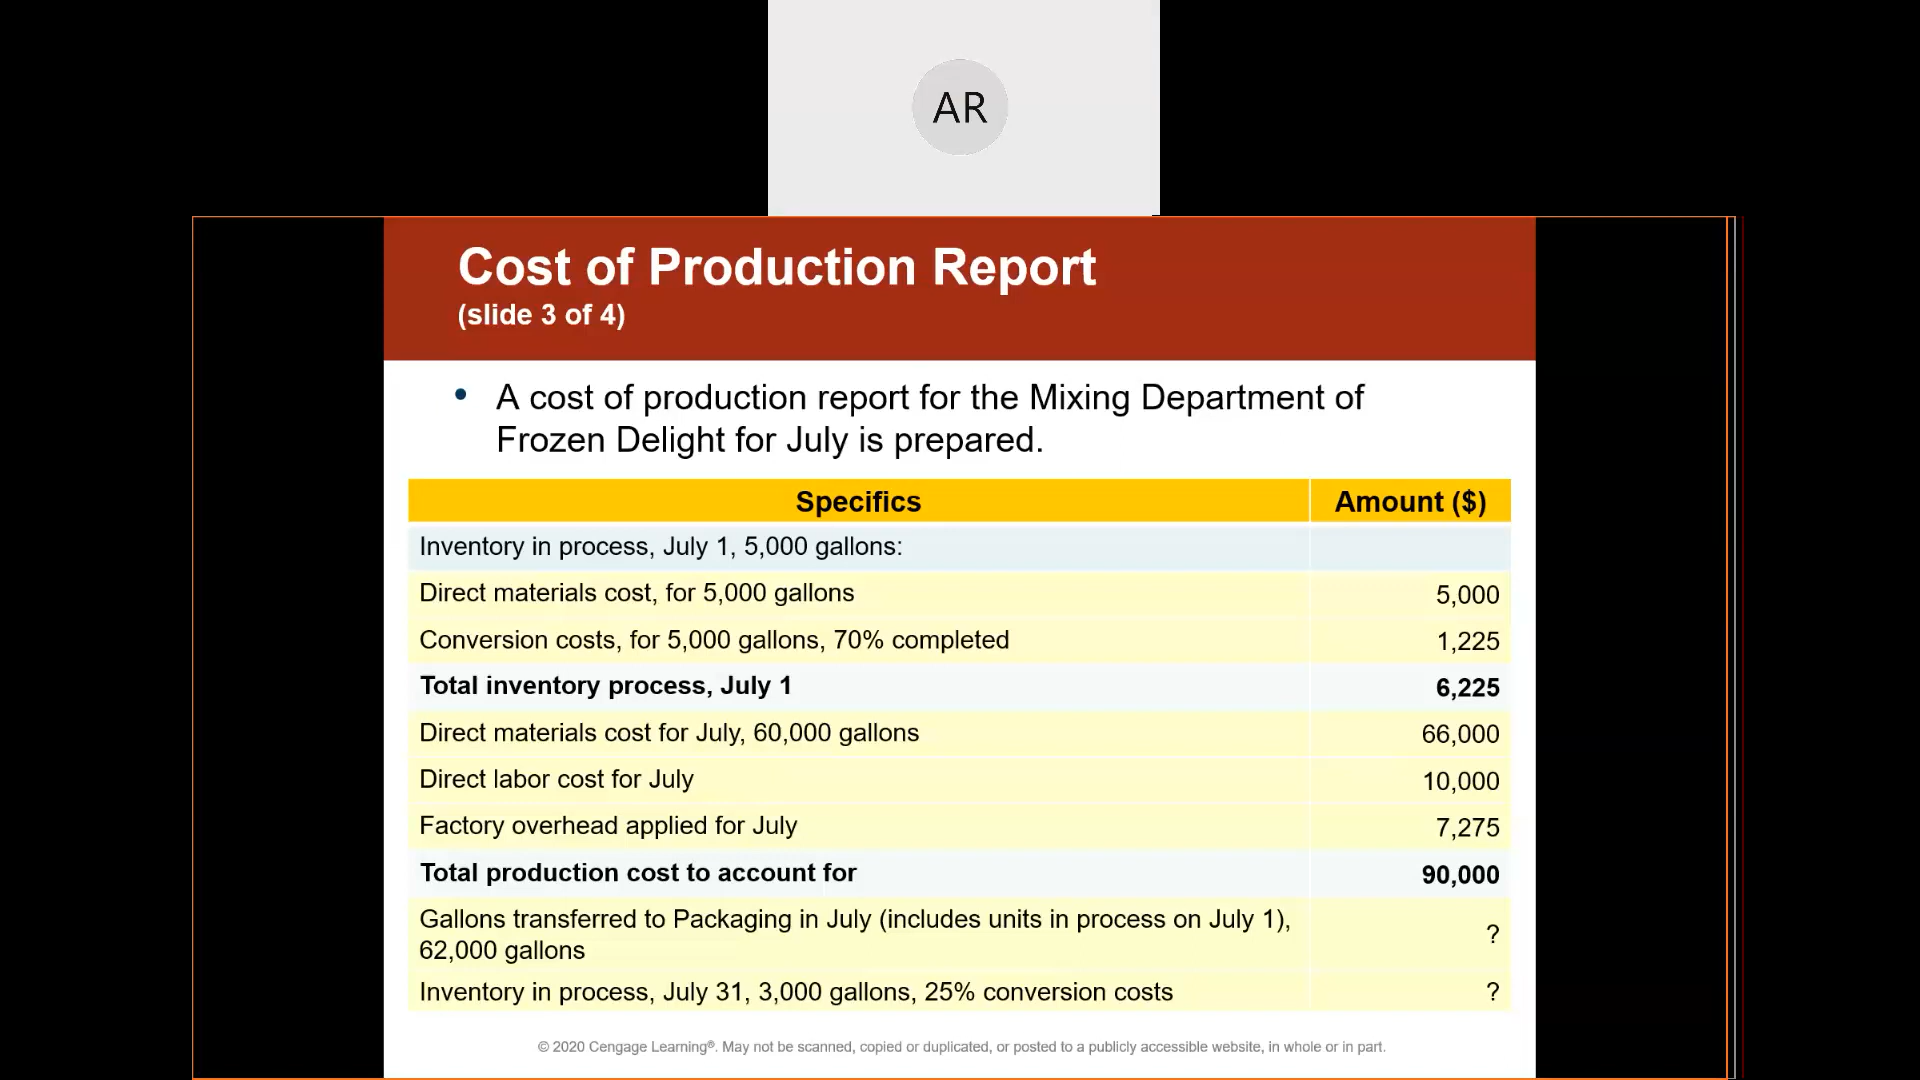 AR
Cost of Production Report
(slide 3 of 4)
• A cost of production report for the Mixing Department of
Frozen Delight for July is prepared.
Specifics Amount ($)
Inventory in process, July 1, 5,000 gallons:
Direct materials cost, for 5,000 gallons 5,000
Conversion costs, for 5,000 gallons, 70% completed 1,225
Total inventory process, July 1 6,225
Direct materials cost for July, 60,000 gallons 66,000
Direct labor cost for July 10,000
Factory overhead applied for July 7,275
Total production cost to account for 90,000
Gallons transferred to Packaging in July (includes units in process on July 1),
62,000 gallons ?
Inventory in process, July 31, 3,000 gallons, 25% conversion costs ?
© 2020 Cengage Learning®. May not be scanned, copied or duplicated, or posted to a publicly accessible website, in whole or in part.